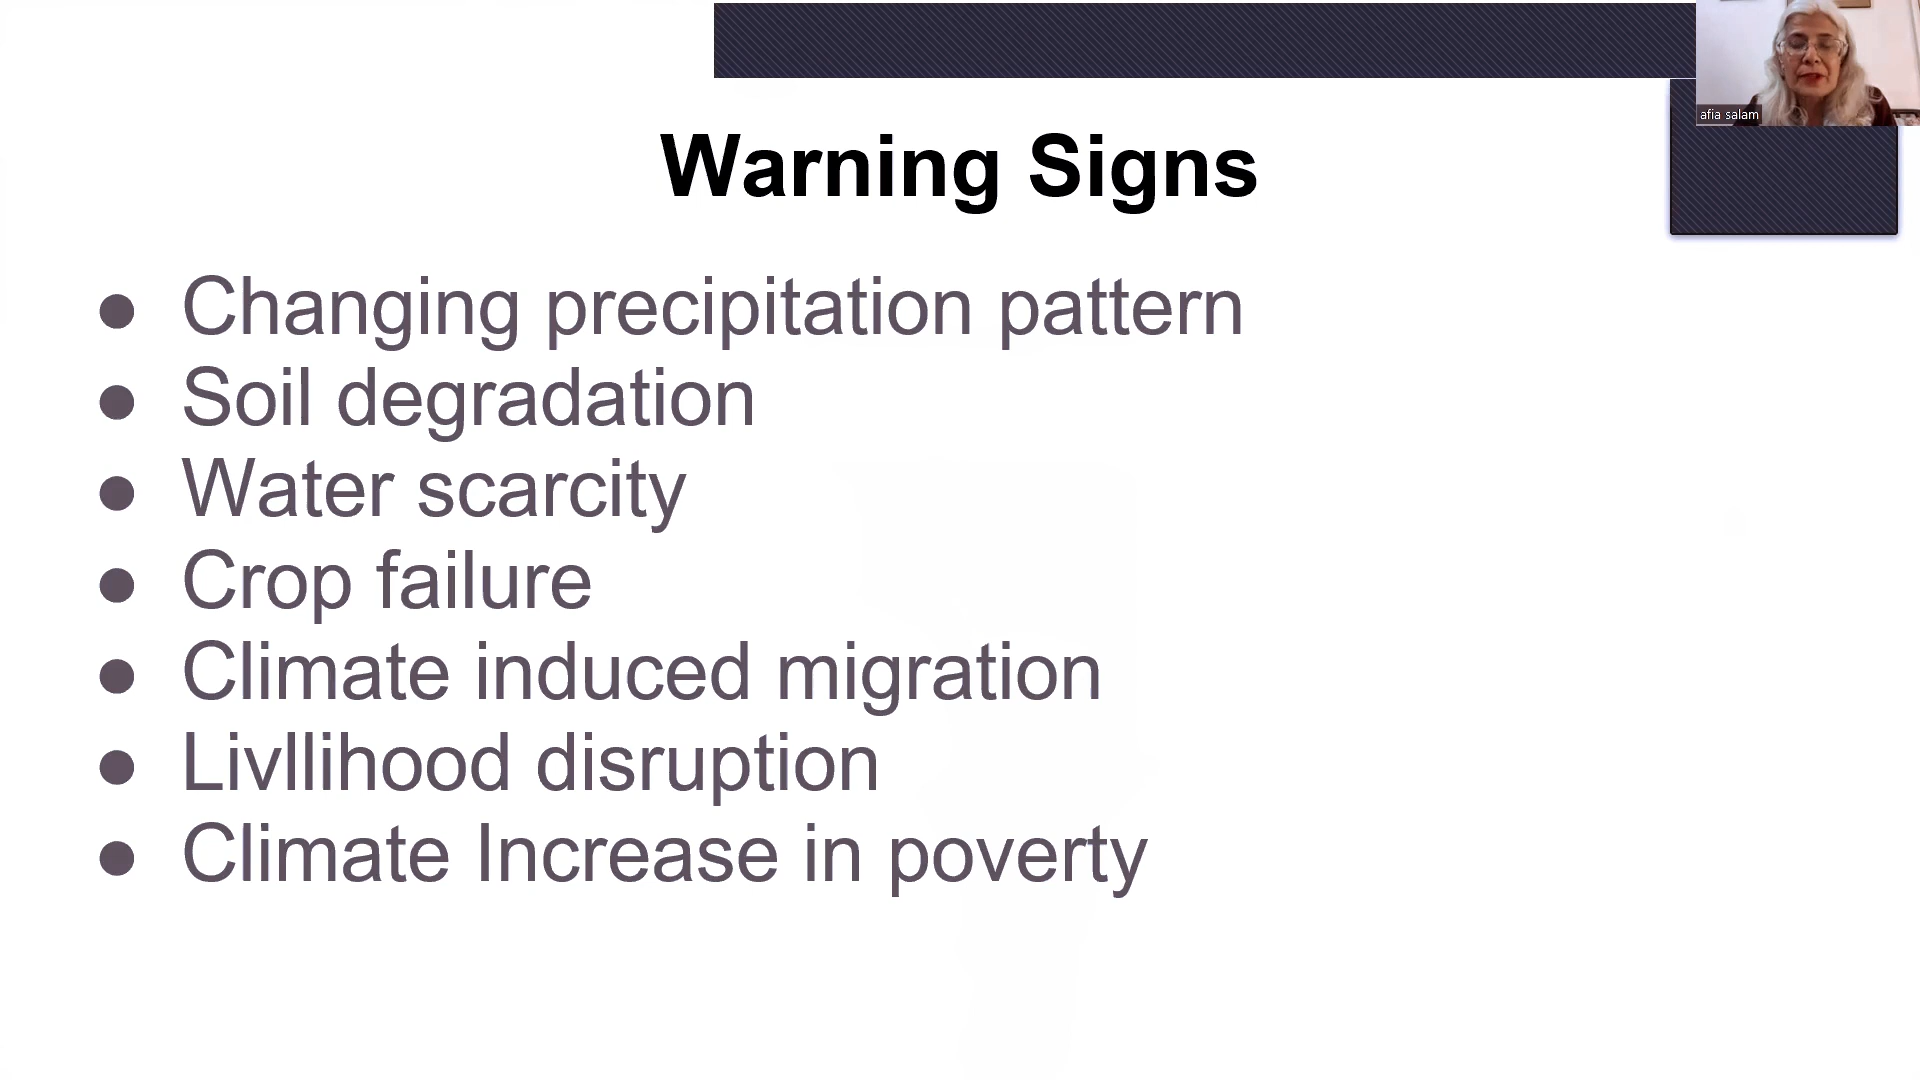 afia salam
Warning Signs
● Changing precipitation pattern
● Soil degradation
● Water scarcity
● Crop failure
● Climate induced migration
● Livllihood disruption
● Climate Increase in poverty